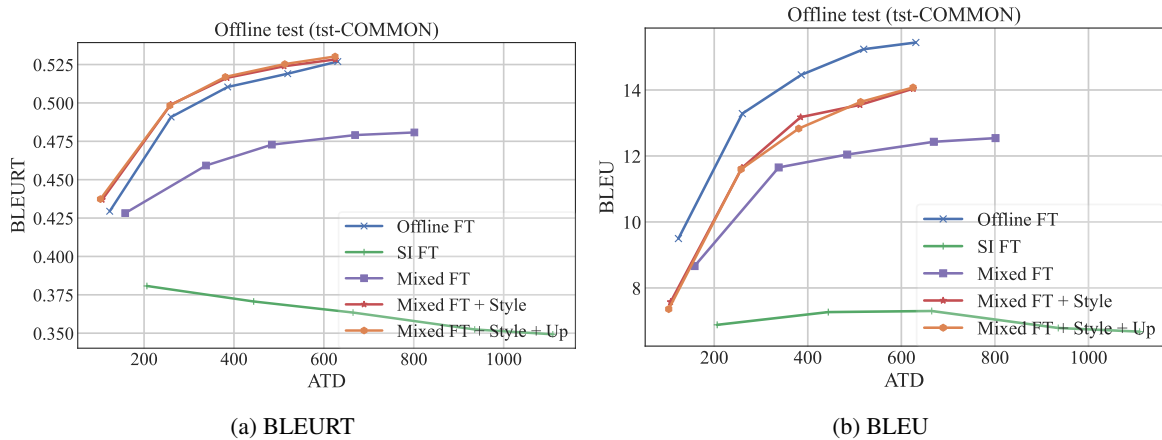 Offline test (tst-COMMON)
0.525
0.500
0.475
0.450
0.425
0.400
0.375
0.350
BLEURT
Offline FT
SI FT
Mixed FT
Mixed FT + Style
Mixed FT + Style + Up
200
400
600
800
1000
ATD
(a) BLEURT
Offline test (tst-COMMON)
14
12
10
8
BLEU
Offline FT
SI FT
Mixed FT
Mixed FT + Style
Mixed FT + Style + Up
200
400
600
800
1000
ATD
(b) BLEU